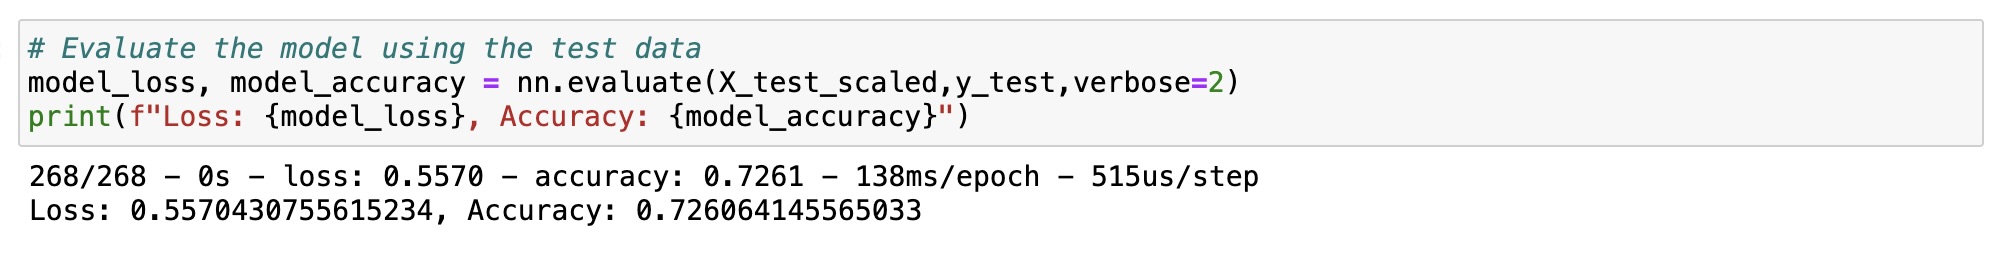 # Evaluate the model using the test data
model_loss, model_accuracy = nn.evaluate(X_test_scaled,y_test,verbose=2)
print(f"Loss: {model_loss}, Accuracy: {model_accuracy}")
268/268 - 0s - loss: 0.5570 - accuracy: 0.7261 - 138ms/epoch - 515us/step
Loss: 0.5570430755615234, Accuracy: 0.726064145565033